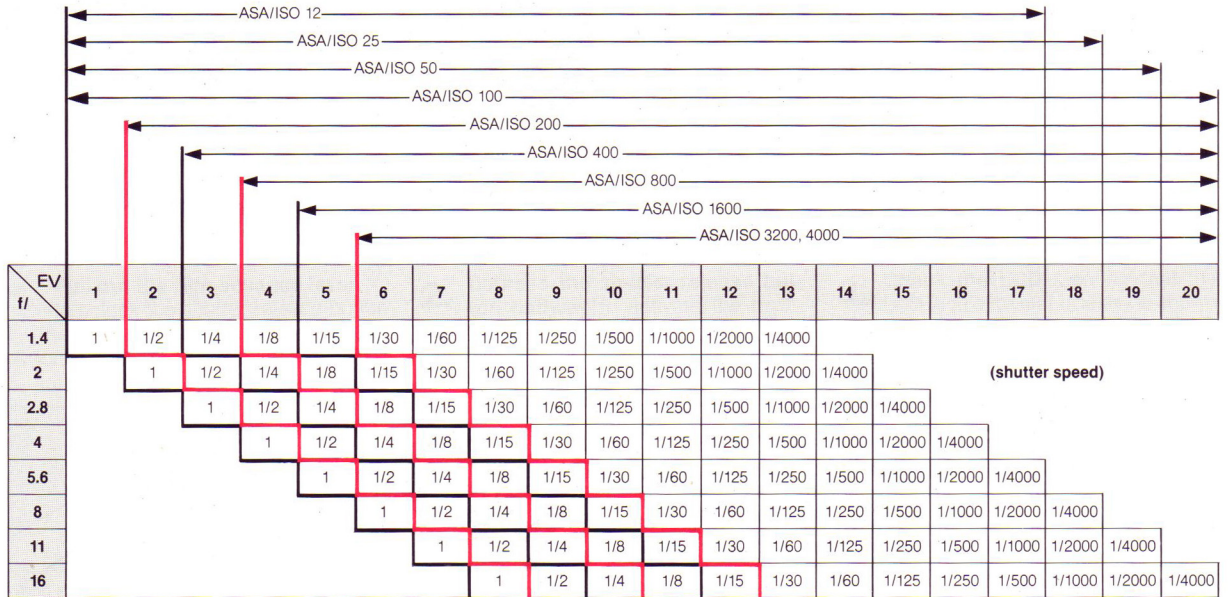 ASA/ISO 12
ASA/ISO 25
ASA/ISO 50
ASA/ISO 100
ASA/ISO 200
ASA/ISO 400
ASA/ISO 800
ASA/ISO 1600
ASA/ISO 3200, 4000
EV f/ 1 2 3 4 5 6 7 8 9 10 11 12 13 14 15 16 17 18 19 20
1.4 1 1/2 1/4 1/8 1/15 1/30 1/60 1/125 1/250 1/500 1/1000 1/2000 1/4000
2 1 1/2 1/4 1/8 1/15 1/30 1/60 1/125 1/250 1/500 1/1000 1/2000 1/4000 (shutter speed)
2.8 1 1/2 1/4 1/8 1/15 1/30 1/60 1/125 1/250 1/500 1/1000 1/2000 1/4000
4 1 1/2 1/4 1/8 1/15 1/30 1/60 1/125 1/250 1/500 1/1000 1/2000 1/4000
5.6 1 1/2 1/4 1/8 1/15 1/30 1/60 1/125 1/250 1/500 1/1000 1/2000 1/4000
8 1 1/2 1/4 1/8 1/15 1/30 1/60 1/125 1/250 1/500 1/1000 1/2000 1/4000
11 1 1/2 1/4 1/8 1/15 1/30 1/60 1/125 1/250 1/500 1/1000 1/2000 1/4000
16 1 1/2 1/4 1/8 1/15 1/30 1/60 1/125 1/250 1/500 1/1000 1/2000 1/4000